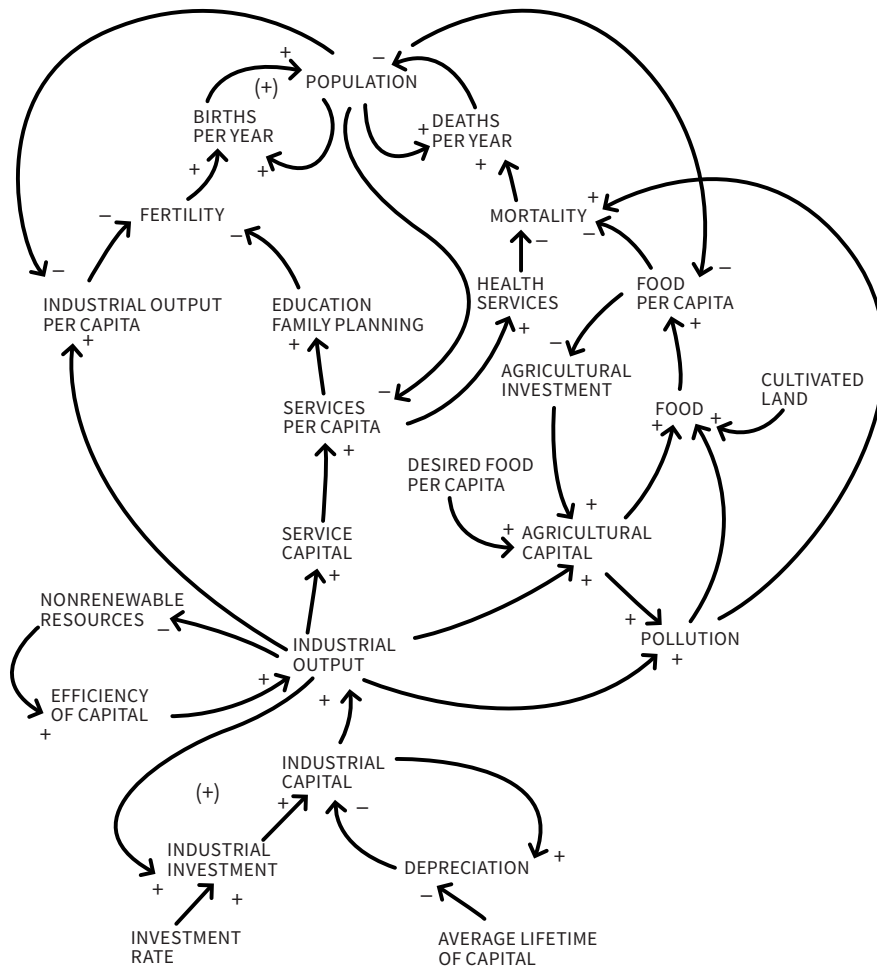 +
−
POPULATION
(+)
BIRTHS
PER YEAR
+
DEATHS
PER YEAR
+
+
+
−
FERTILITY
−
MORTALITY
+
−
−
−
INDUSTRIAL OUTPUT
PER CAPITA
+
EDUCATION
FAMILY PLANNING
+
HEALTH
SERVICES
+
FOOD
PER CAPITA
−
+
−
AGRICULTURAL
INVESTMENT
CULTIVATED
LAND
SERVICES
PER CAPITA
−
+
FOOD
+
+
DESIRED FOOD
PER CAPITA
+
SERVICE
CAPITAL
+
+
AGRICULTURAL
CAPITAL
+
NONRENEWABLE
RESOURCES
−
+
POLLUTION
+
INDUSTRIAL
OUTPUT
+
+
EFFICIENCY
OF CAPITAL
+
INDUSTRIAL
CAPITAL
(+)
+
−
INDUSTRIAL
INVESTMENT
+
+
DEPRECIATION
+
−
INVESTMENT
RATE
AVERAGE LIFETIME
OF CAPITAL